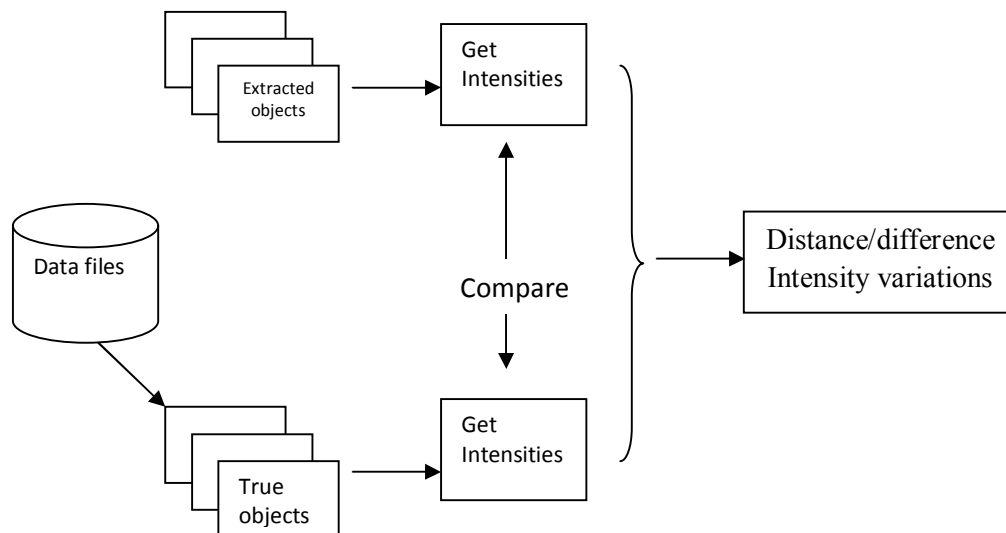 Get
Intensities
Extracted
objects
Data files
Compare
Distance/difference
Intensity variations
Get
Intensities
True
objects